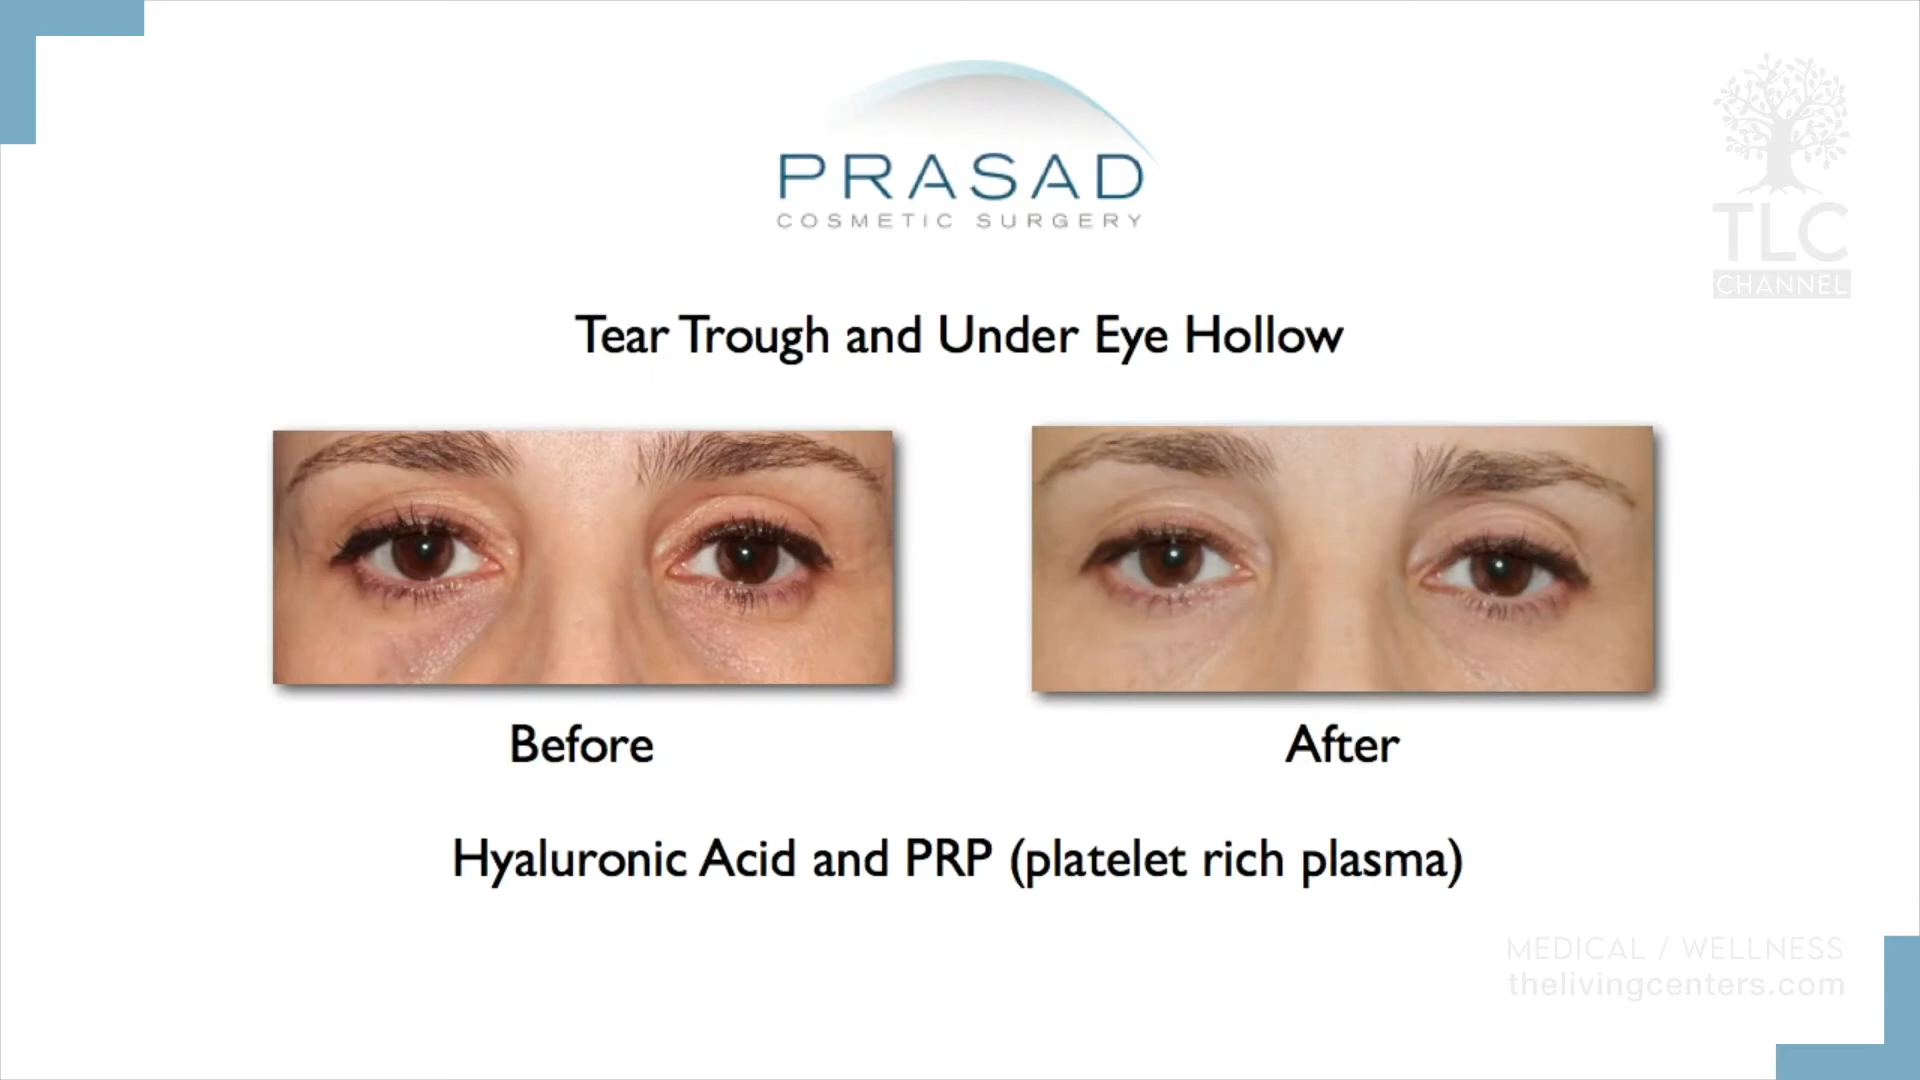 PRASAD
COSMETIC SURGERY
TLC
CHANNEL
Tear Trough and Under Eye Hollow
Before
After
Hyaluronic Acid and PRP (platelet rich plasma)
MEDICAL / WELLNESS
thelivingcenters.com